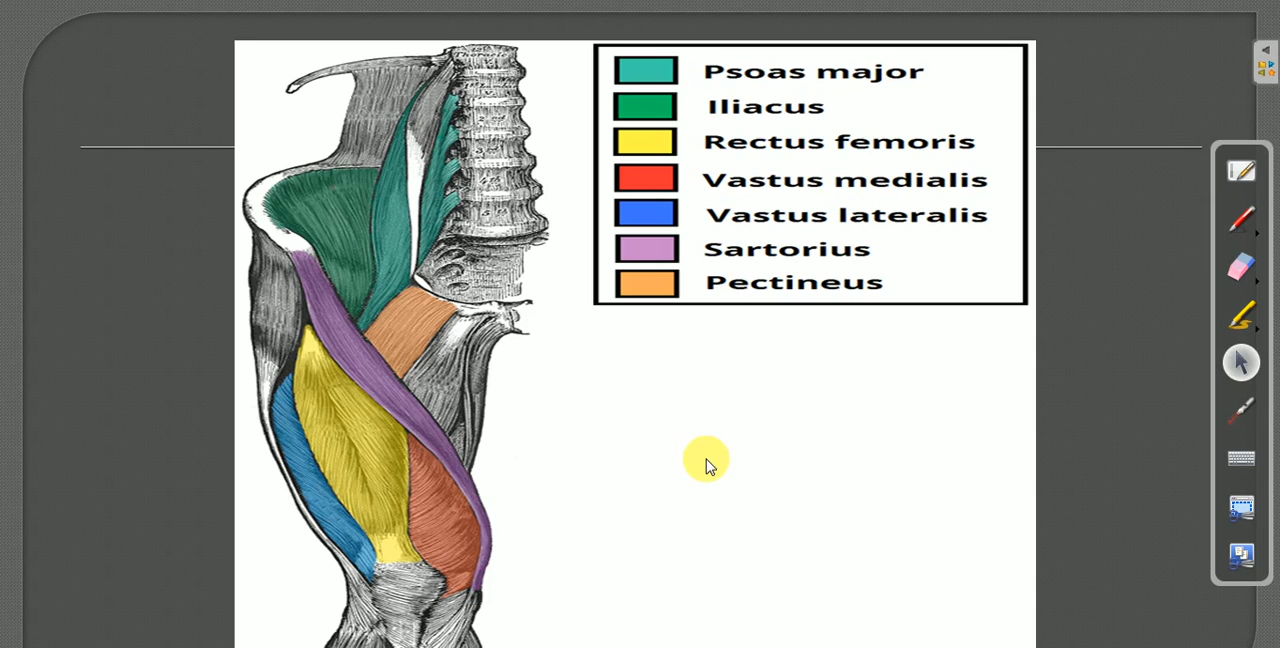 Psoas major
Iliacus
Rectus femoris
Vastus medialis
Vastus lateralis
Sartorius
Pectineus